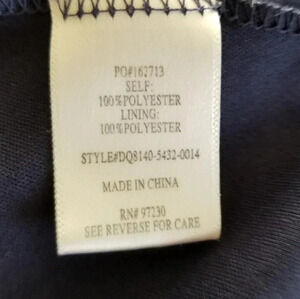 PO#162713
SELF:
100%POLYESTER
LINING:
100%POLYESTER
STYLE#DQ8140-5432-0014
MADE IN CHINA
RN# 97230
SEE REVERSE FOR CARE